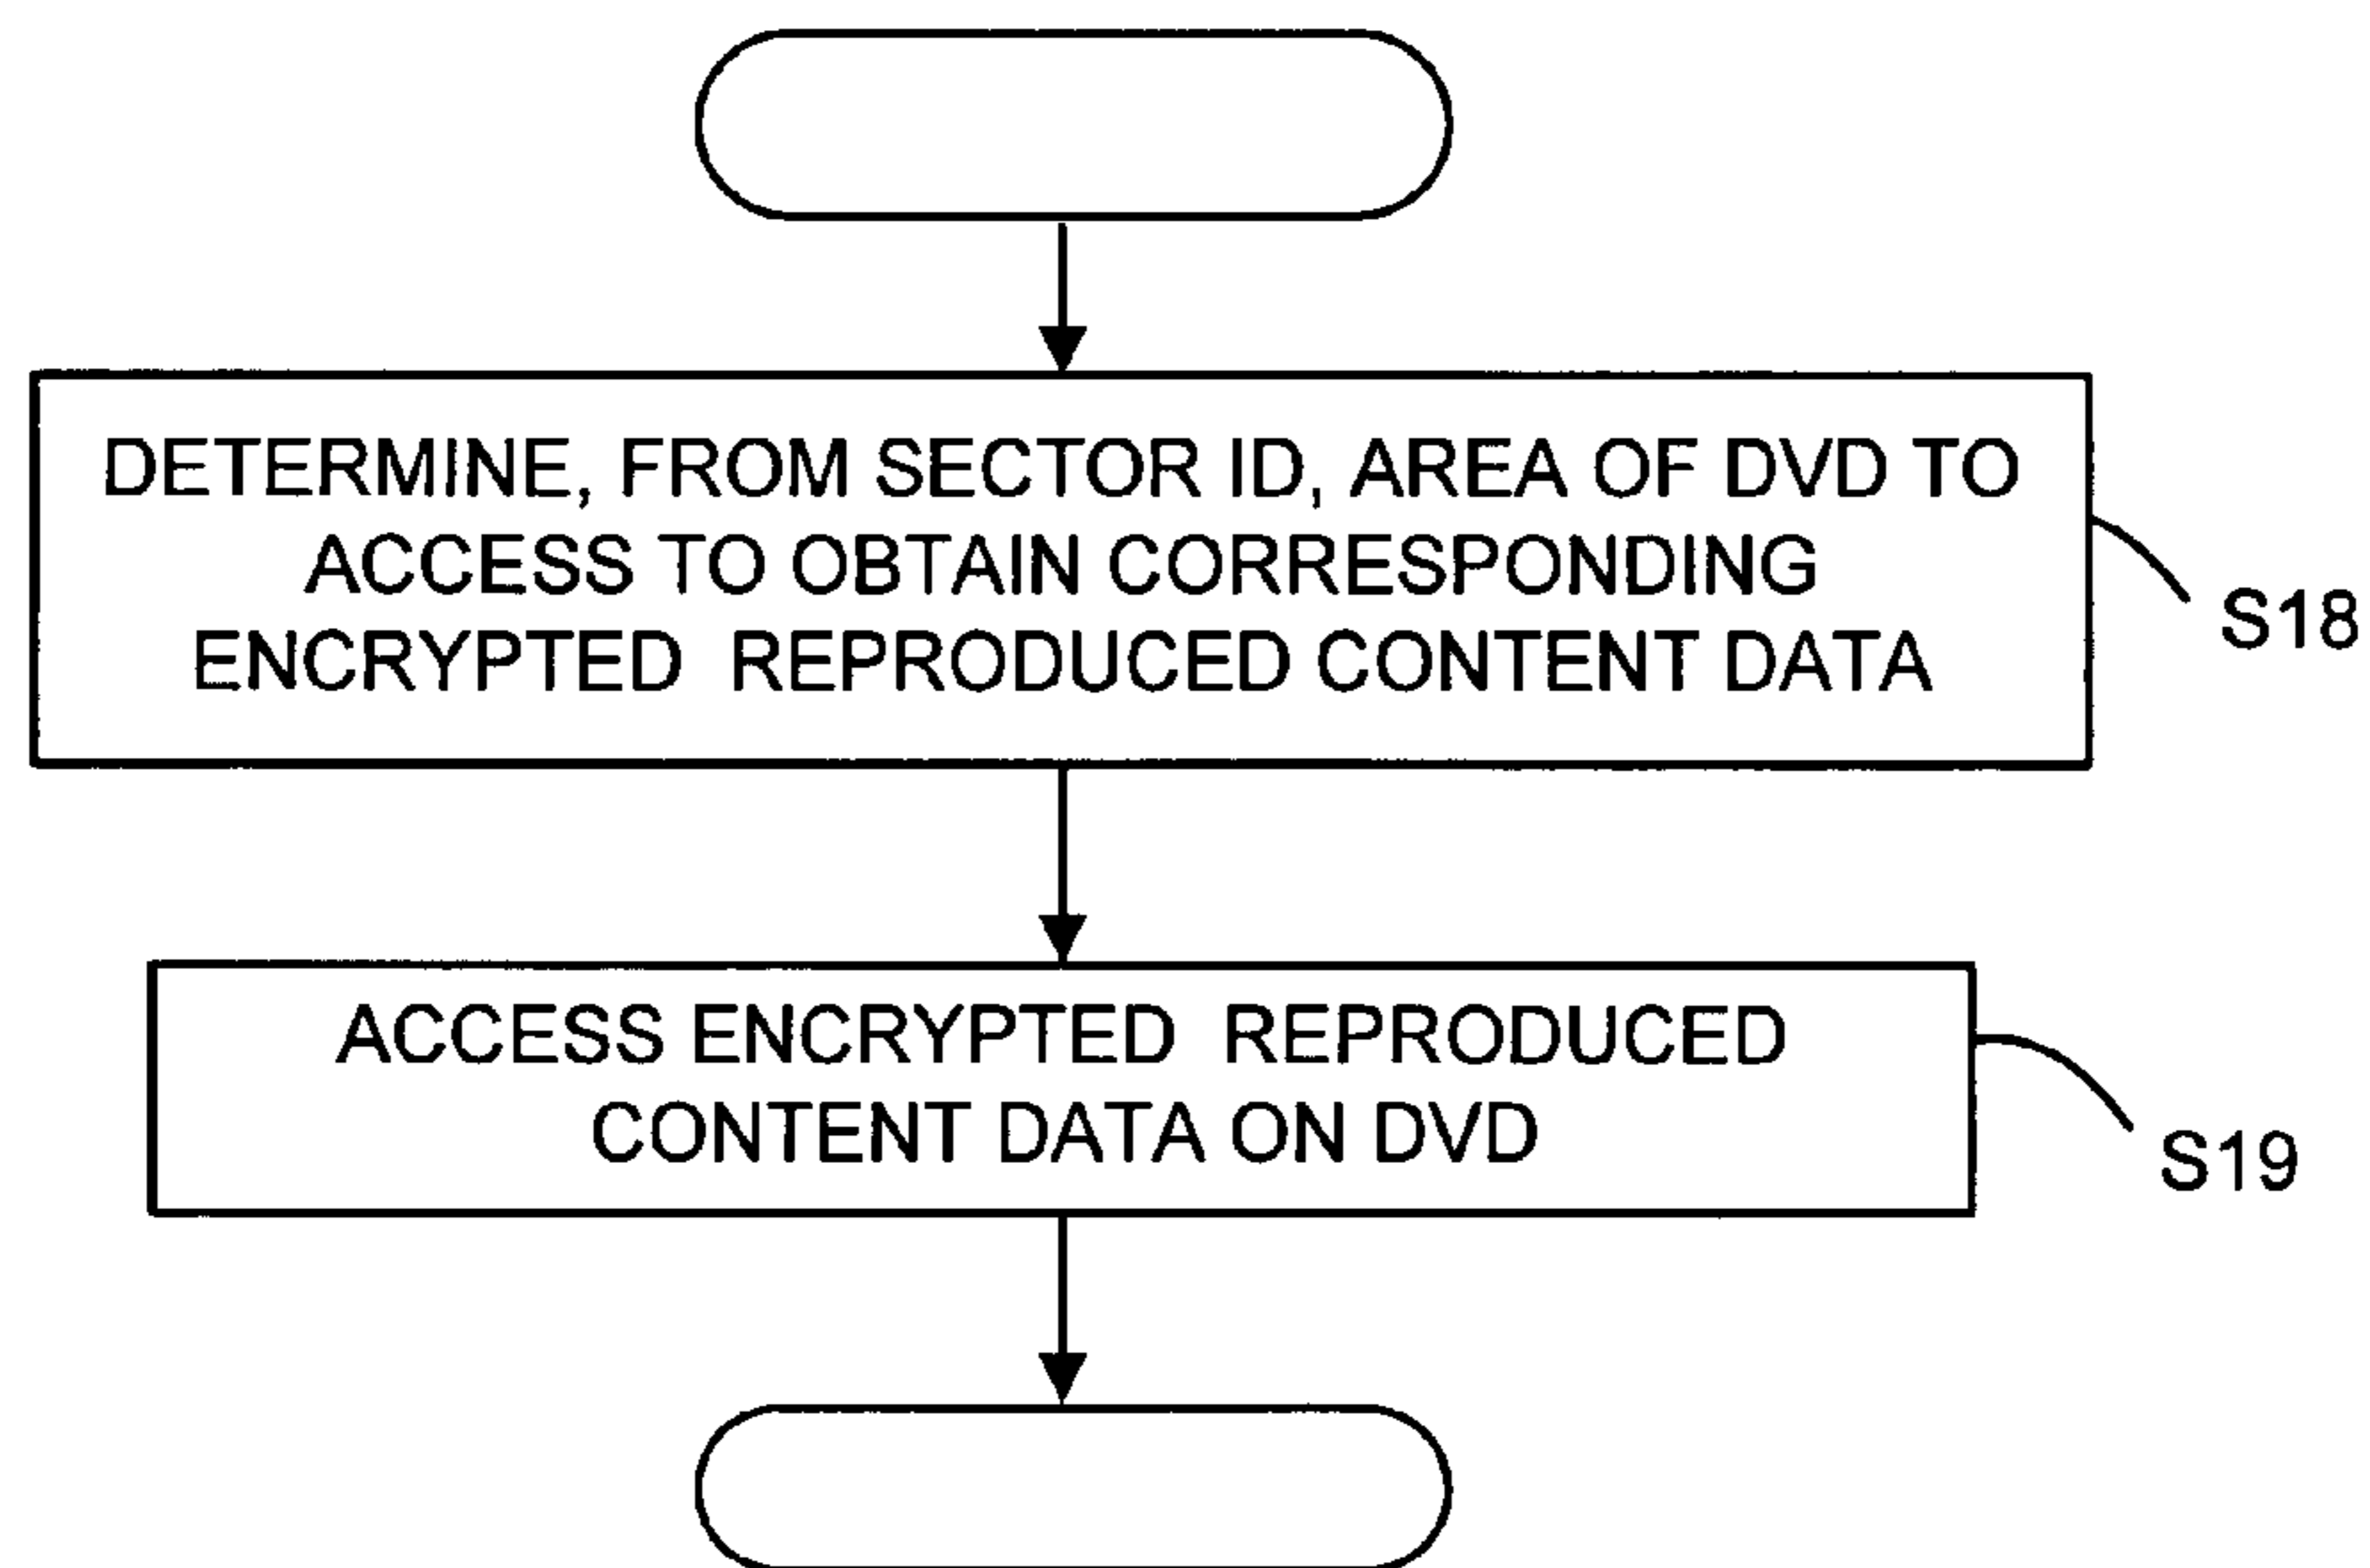 DETERMINE, FROM SECTOR ID, AREA OF DVD TO
ACCESS TO OBTAIN CORRESPONDING
ENCRYPTED REPRODUCED CONTENT DATA
S18
ACCESS ENCRYPTED REPRODUCED
CONTENT DATA ON DVD
S19